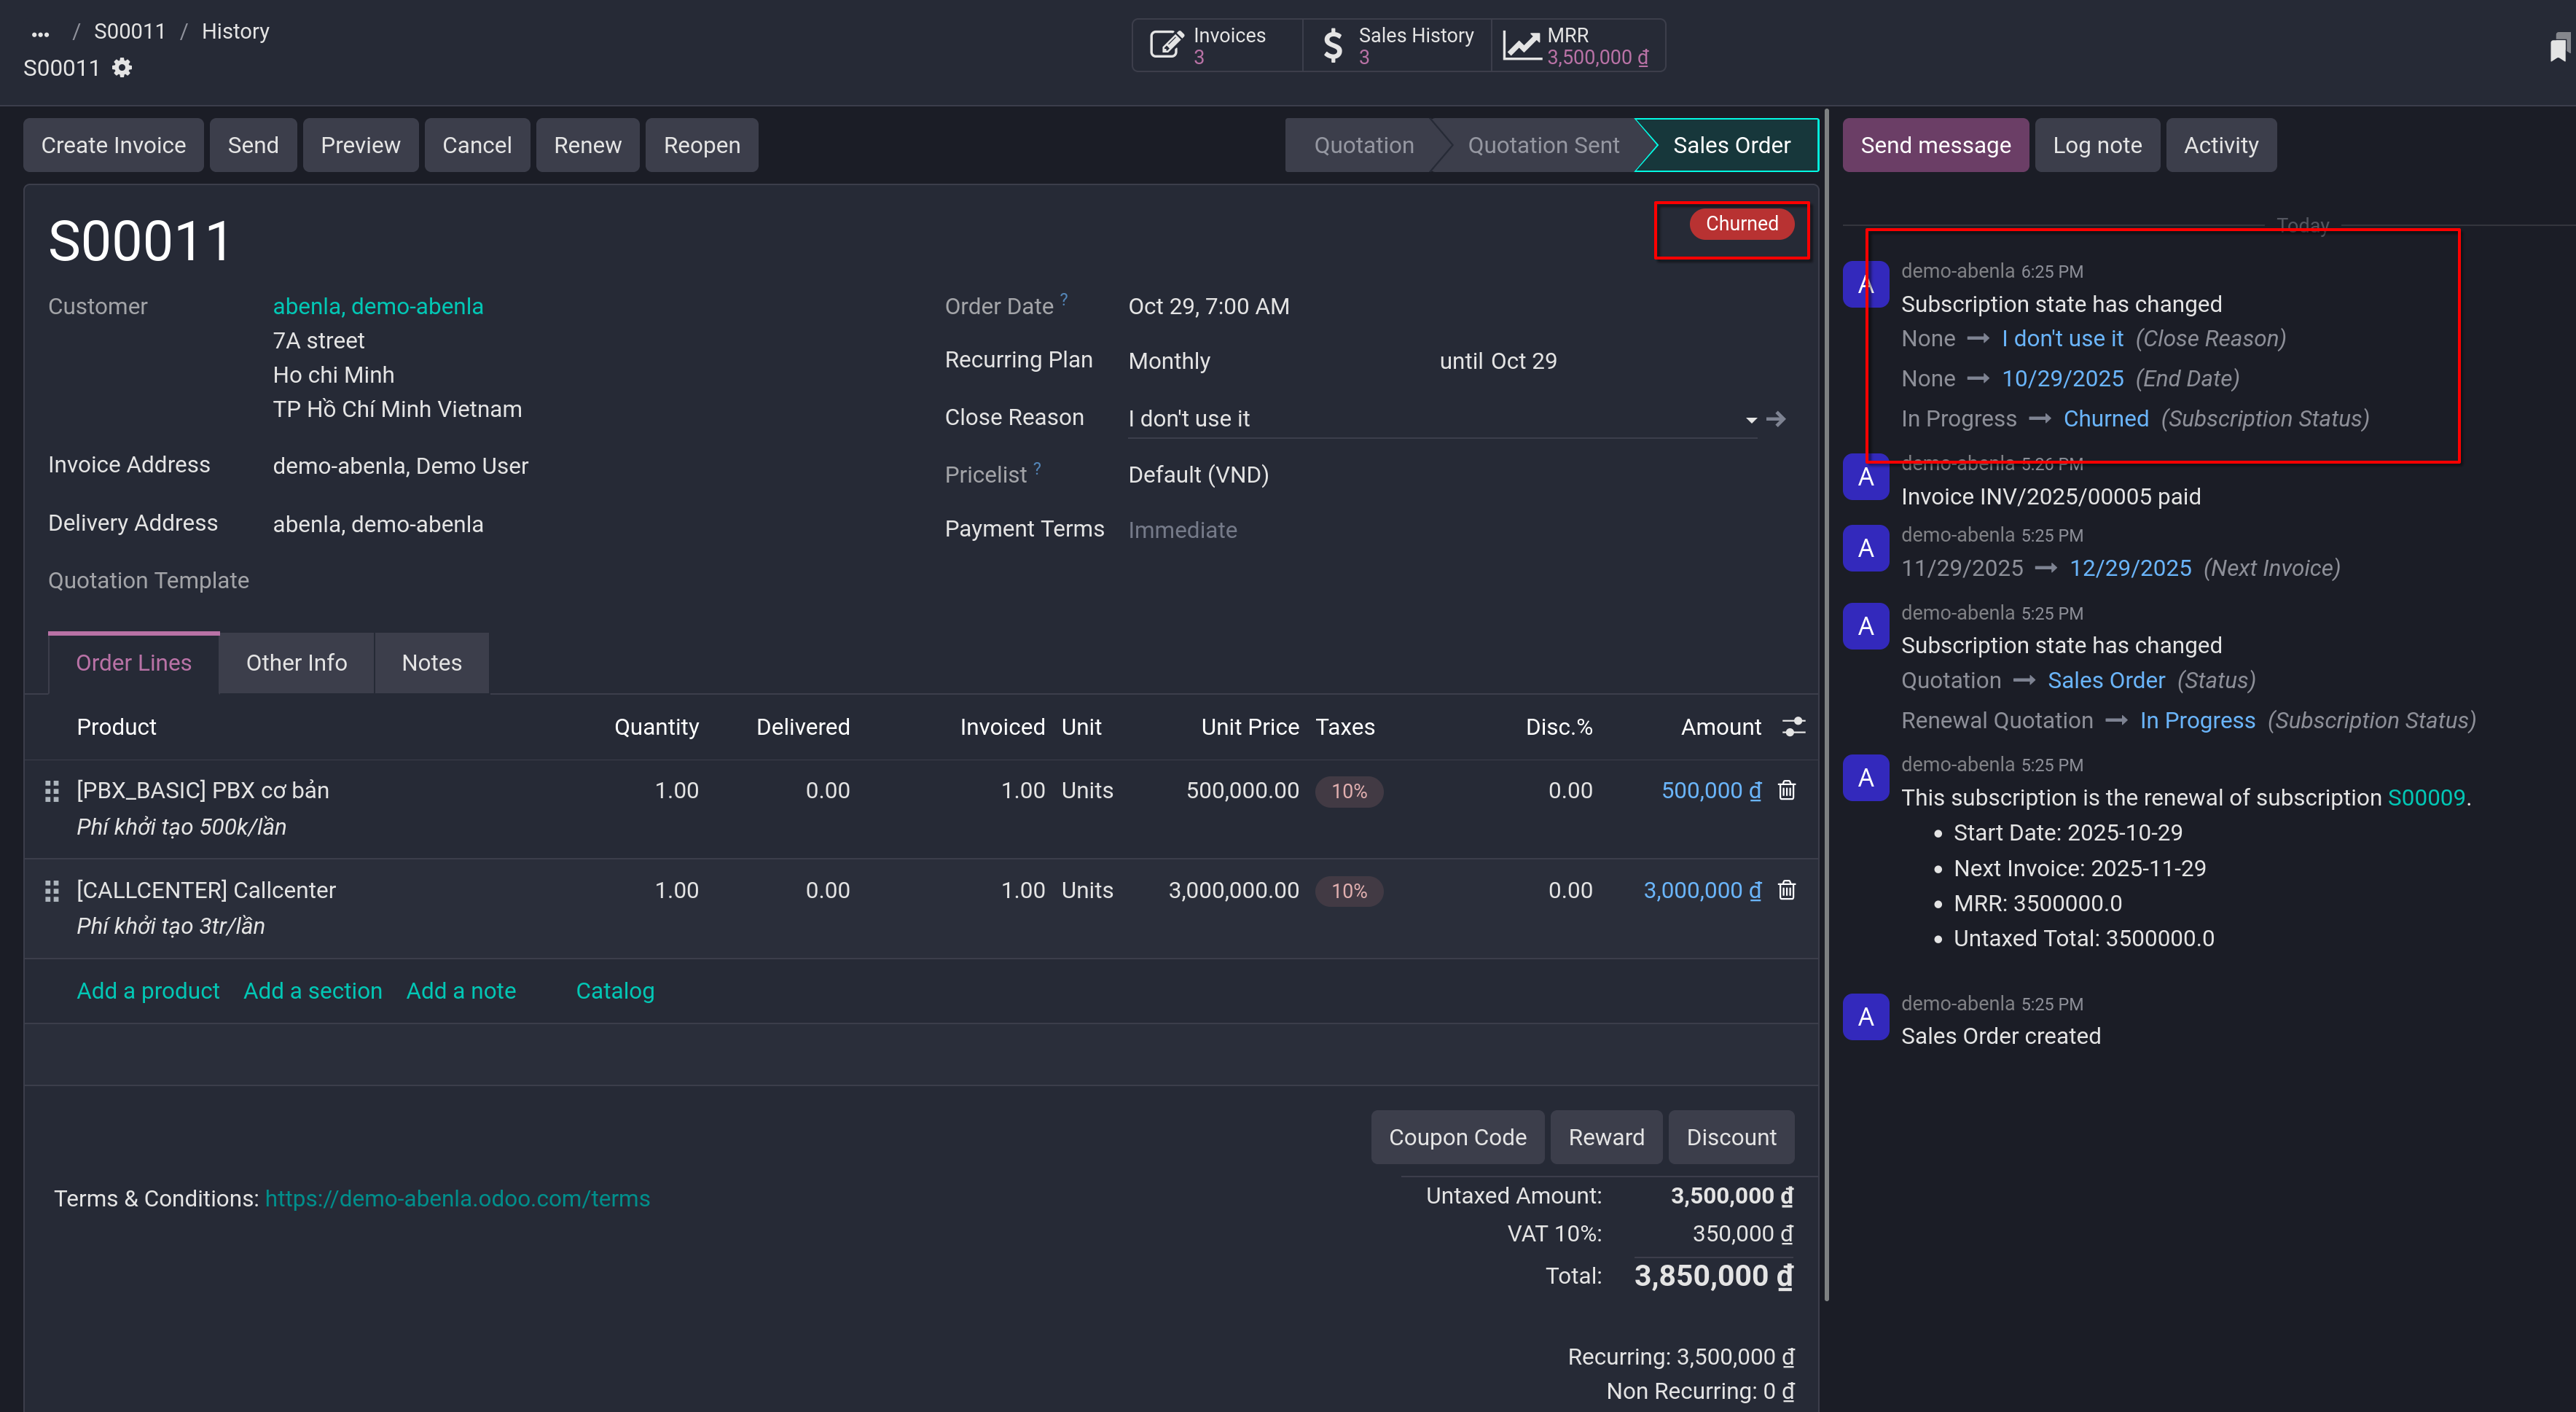 ... / S00011 / History
S00011
Invoices
3
Sales History
3
MRR
3,500,000 ₫
Create Invoice Send Preview Cancel Renew Reopen
Quotation Quotation Sent Sales Order
Send message Log note Activity
S00011
Churned
Customer abenla, demo-abenla
7A street
Ho chi Minh
TP Hồ Chí Minh Vietnam
Invoice Address demo-abenla, Demo User
Delivery Address abenla, demo-abenla
Quotation Template
Order Date ? Oct 29, 7:00 AM
Recurring Plan Monthly until Oct 29
Close Reason I don't use it
Pricelist ? Default (VND)
Payment Terms Immediate
Order Lines Other Info Notes
Product Quantity Delivered Invoiced Unit Unit Price Taxes Disc.% Amount
[PBX_BASIC] PBX cơ bản 1.00 0.00 1.00 Units 500,000.00 10% 0.00 500,000 ₫
Phí khởi tạo 500k/lần
[CALLCENTER] Callcenter 1.00 0.00 1.00 Units 3,000,000.00 10% 0.00 3,000,000 ₫
Phí khởi tạo 3tr/lần
Add a product Add a section Add a note Catalog
Coupon Code Reward Discount
Terms & Conditions: https://demo-abenla.odoo.com/terms
Untaxed Amount: 3,500,000 ₫
VAT 10%: 350,000 ₫
Total: 3,850,000 ₫
Recurring: 3,500,000 ₫
Non Recurring: 0 ₫
Today
A
demo-abenla 6:25 PM
Subscription state has changed
None → I don't use it (Close Reason)
None → 10/29/2025 (End Date)
In Progress → Churned (Subscription Status)
A
demo-abenla 5:26 PM
Invoice INV/2025/00005 paid
A
demo-abenla 5:25 PM
11/29/2025 → 12/29/2025 (Next Invoice)
A
demo-abenla 5:25 PM
Subscription state has changed
Quotation → Sales Order (Status)
Renewal Quotation → In Progress (Subscription Status)
A
demo-abenla 5:25 PM
This subscription is the renewal of subscription S00009.
• Start Date: 2025-10-29
• Next Invoice: 2025-11-29
• MRR: 3500000.0
• Untaxed Total: 3500000.0
A
demo-abenla 5:25 PM
Sales Order created